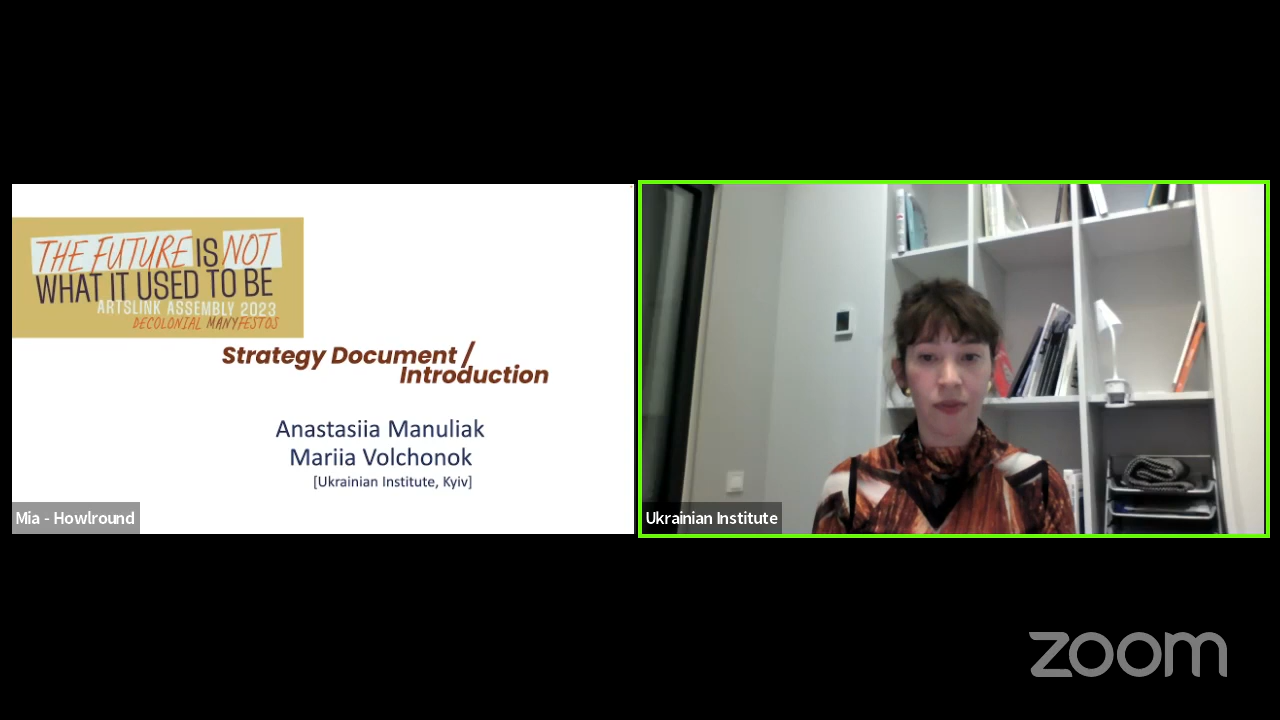 THE FUTURE IS NOT
WHAT IT USED TO BE
ARTSLINK ASSEMBLY 2023
DECOLONIAL MANYFESTOS
Strategy Document /
Introduction
Anastasiia Manuliak
Mariia Volchonok
[Ukrainian Institute, Kyiv]
Mia - Howlround
Ukrainian Institute
zoom